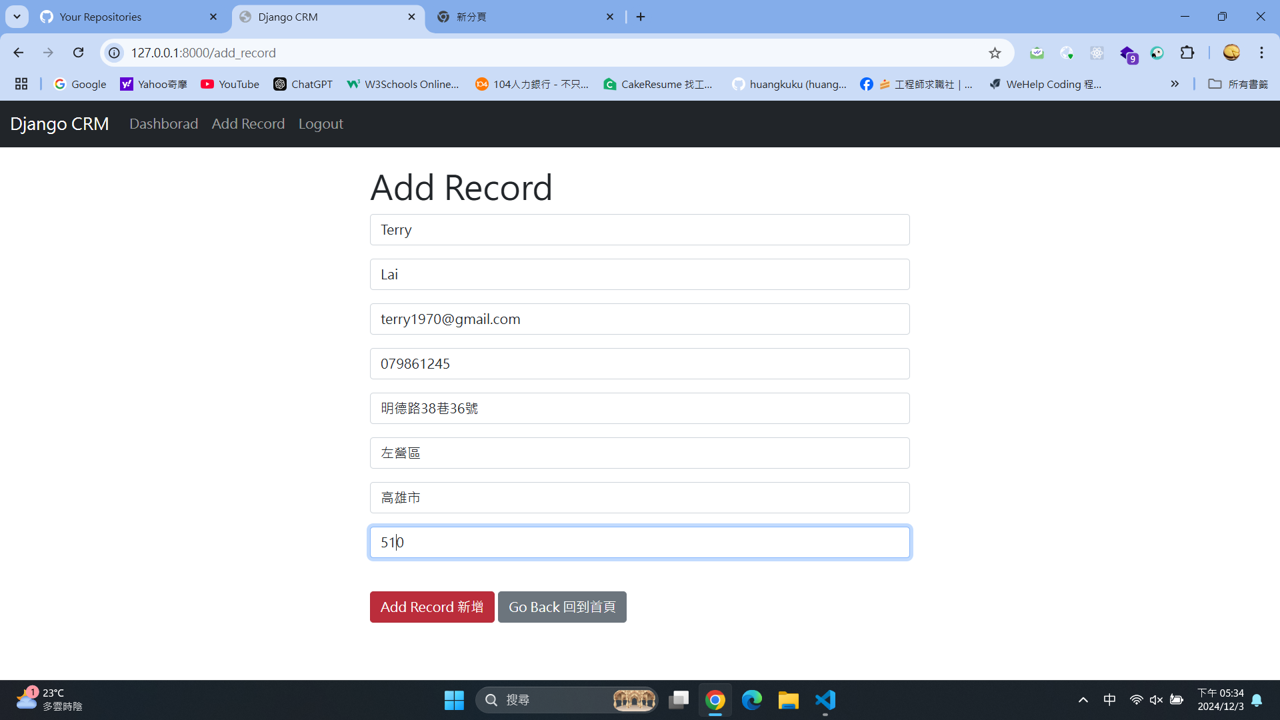 Your Repositories
Django CRM
新分頁
127.0.0.1:8000/add_record
9
Google
Yahoo奇摩
YouTube
ChatGPT
W3Schools Online...
104人力銀行 - 不只...
CakeResume 找工...
huangkuku (huang...
工程師求職社 | ...
WeHelp Coding 程...
»
所有書籤
Django CRM
Dashborad
Add Record
Logout
Add Record
Terry
Lai
terry1970@gmail.com
079861245
明德路38巷36號
左營區
高雄市
510
Add Record 新增
Go Back 回到首頁
1
23°C
多雲時陰
搜尋
中
下午 05:34
2024/12/3